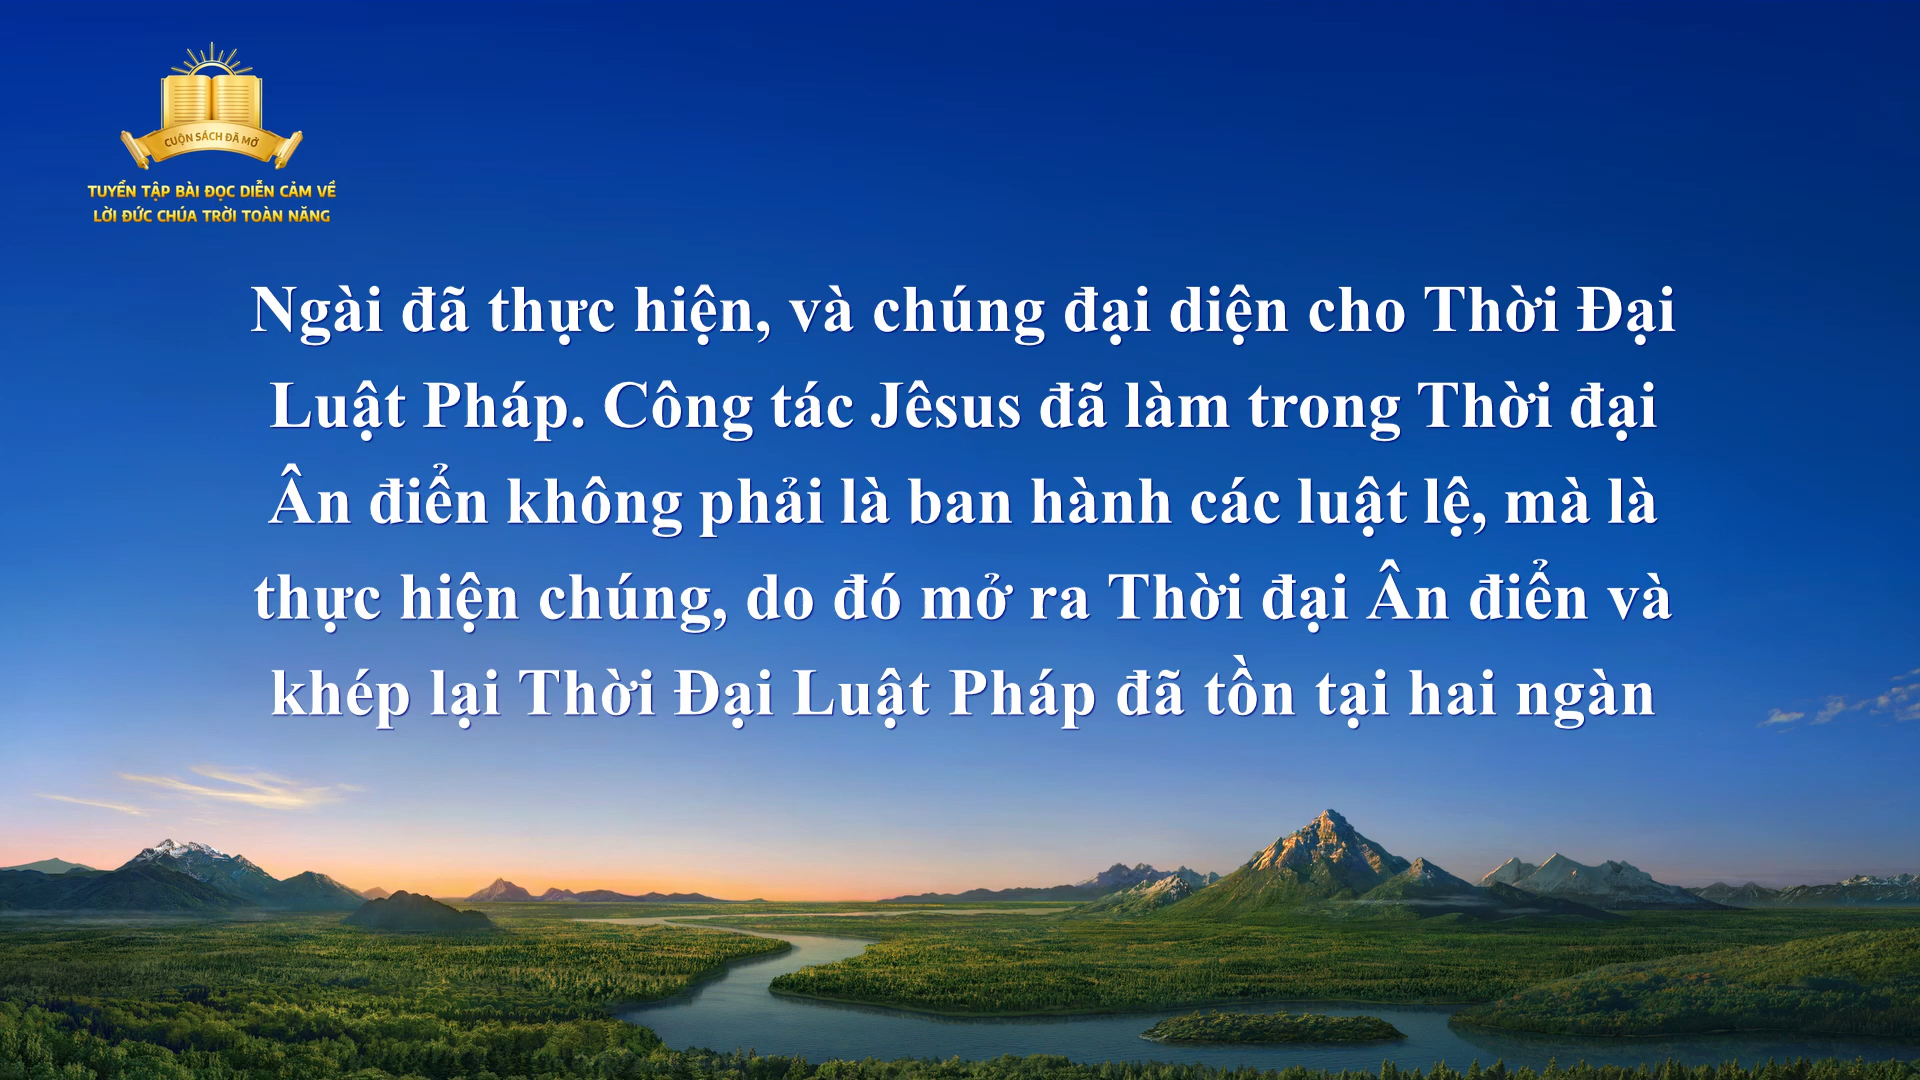 CUỘN SÁCH ĐÃ MỞ
TUYỂN TẬP BÀI ĐỌC DIỄN CẢM VỀ
LỜI ĐỨC CHÚA TRỜI TOÀN NĂNG
Ngài đã thực hiện, và chúng đại diện cho Thời Đại
Luật Pháp. Công tác Jêsus đã làm trong Thời đại
Ân điển không phải là ban hành các luật lệ, mà là
thực hiện chúng, do đó mở ra Thời đại Ân điển và
khép lại Thời Đại Luật Pháp đã tồn tại hai ngàn